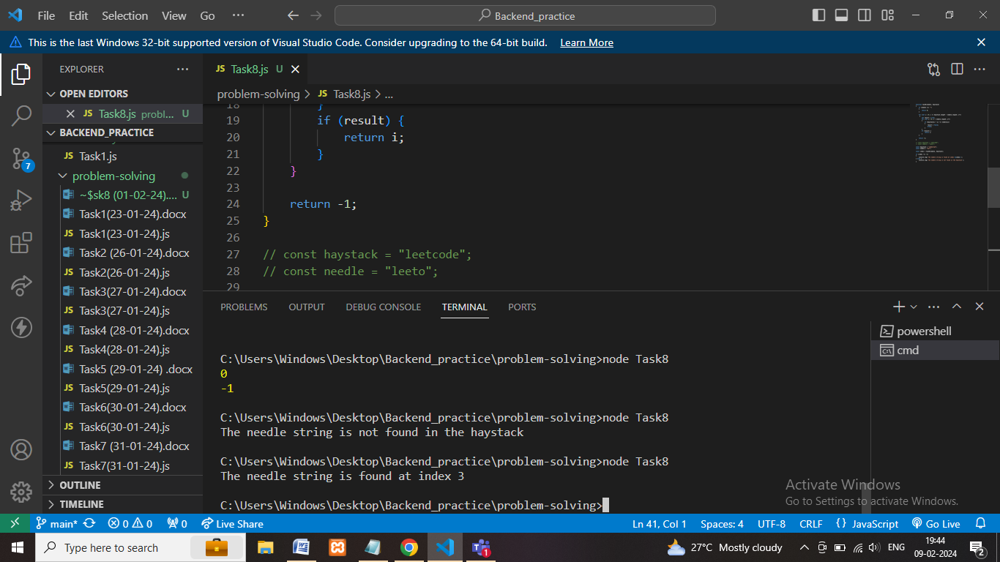 File Edit Selection View Go ··· Backend_practice
This is the last Windows 32-bit supported version of Visual Studio Code. Consider upgrading to the 64-bit build. Learn More
EXPLORER ···
OPEN EDITORS
JS Task8.js probl... U
BACKEND_PRACTICE
JS Task1.js
problem-solving
~$sk8 (01-02-24).... U
Task1(23-01-24).docx
JS Task1(23-01-24).js
Task2 (26-01-24).docx
JS Task2(26-01-24).js
Task3(27-01-24).docx
JS Task3(27-01-24).js
Task4 (28-01-24).docx
JS Task4(28-01-24).js
Task5 (29-01-24) .docx
JS Task5(29-01-24).js
Task6(30-01-24).docx
JS Task6(30-01-24).js
Task7 (31-01-24).docx
JS Task7(31-01-24).js
OUTLINE
TIMELINE
7
JS Task8.js U
problem-solving > JS Task8.js > ...
18 }
19 if (result) {
20 return i;
21 }
22 }
23
24 return -1;
25 }
26
27 // const haystack = "leetcode";
28 // const needle = "leeto";
29
PROBLEMS OUTPUT DEBUG CONSOLE TERMINAL PORTS
powershell
cmd
C:\Users\Windows\Desktop\Backend_practice\problem-solving>node Task8
0
-1
C:\Users\Windows\Desktop\Backend_practice\problem-solving>node Task8
The needle string is not found in the haystack
C:\Users\Windows\Desktop\Backend_practice\problem-solving>node Task8
The needle string is found at index 3
C:\Users\Windows\Desktop\Backend_practice\problem-solving>
Activate Windows
Go to Settings to activate Windows.
main* 0 0 0 Live Share Ln 41, Col 1 Spaces: 4 UTF-8 CRLF {} JavaScript Go Live
Type here to search 1 27°C Mostly cloudy ENG 19:44
09-02-2024 2